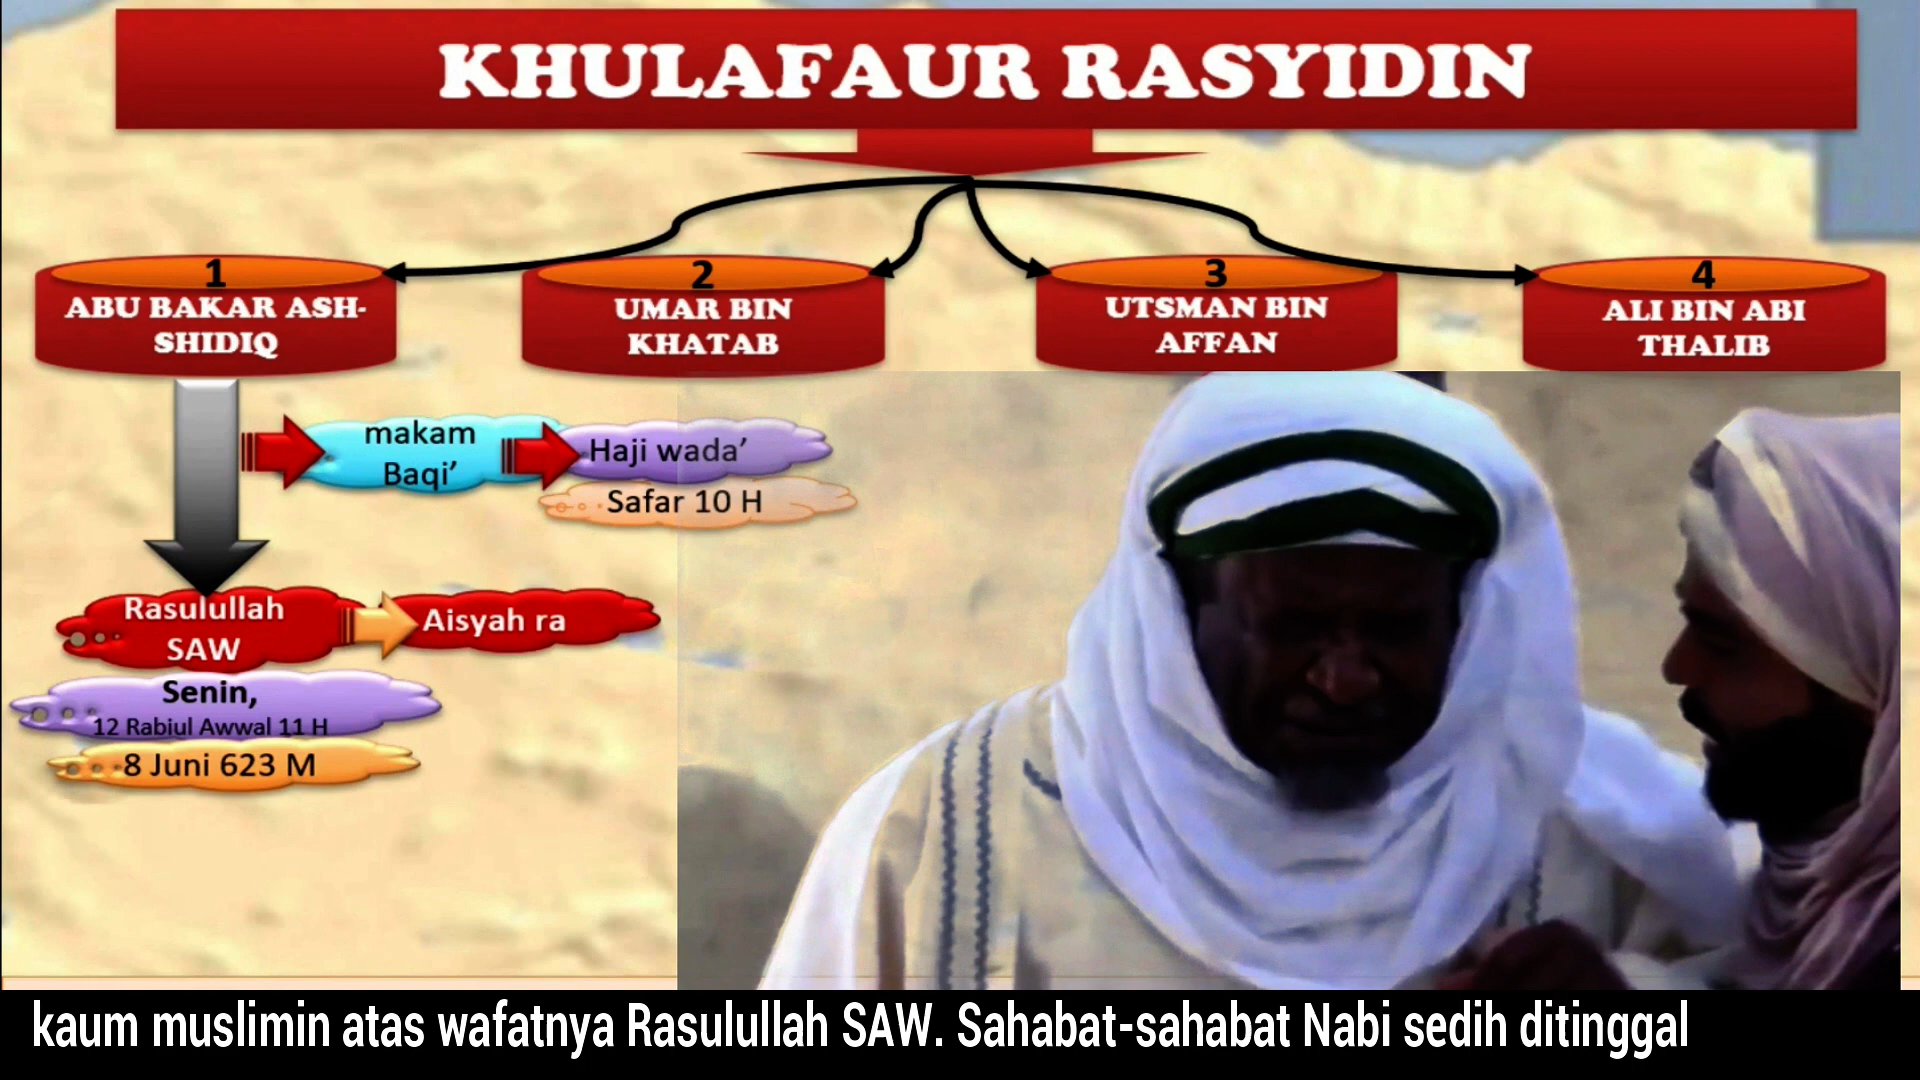 KHULAFAUR RASYIDIN
1
ABU BAKAR ASH-
SHIDIQ
2
UMAR BIN
KHATAB
3
UTSMAN BIN
AFFAN
4
ALI BIN ABI
THALIB
makam
Baqi’
Haji wada’
Safar 10 H
Rasulullah
SAW
Aisyah ra
Senin,
12 Rabiul Awwal 11 H
8 Juni 623 M
kaum muslimin atas wafatnya Rasulullah SAW. Sahabat-sahabat Nabi sedih ditinggal